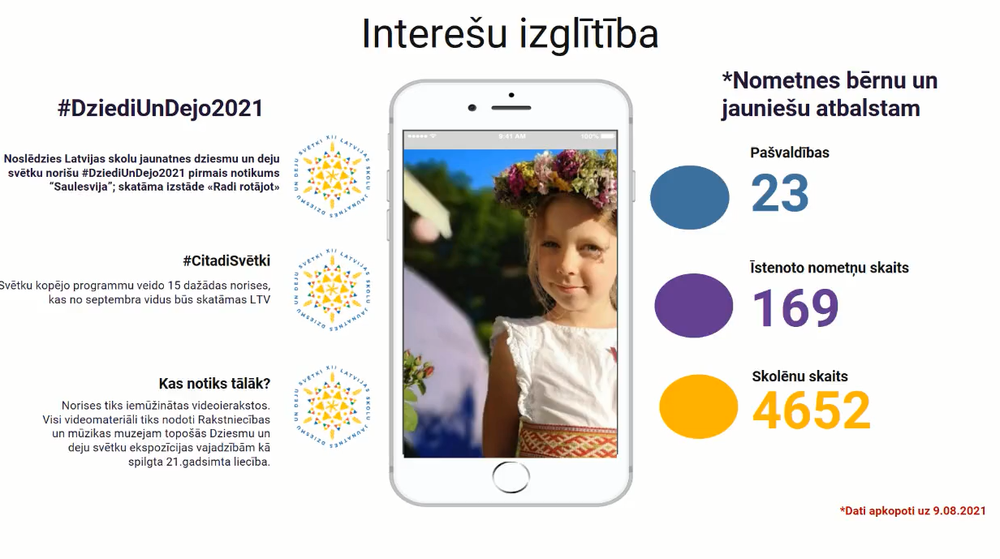 Interešu izglītība
#DziediUnDejo2021
Noslēdzies Latvijas skolu jaunatnes dziesmu un deju
svētku norišu #DziediUnDejo2021 pirmais notikums
“Saulesvija”; skatāma izstāde «Radi rotājot»
XII LATVIJAS SKOLU JAUNATNES DZIESMU UN DEJU SVĒTKI
#CitadiSvētki
Svētku kopējo programmu veido 15 dažādas norises,
kas no septembra vidus būs skatāmas LTV
XII LATVIJAS SKOLU JAUNATNES DZIESMU UN DEJU SVĒTKI
Kas notiks tālāk?
Norises tiks iemūžinātas videoierakstos.
Visi videomateriāli tiks nodoti Rakstniecības
un mūzikas muzejam topošās Dziesmu un
deju svētku ekspozīcijas vajadzībām kā
spilgta 21.gadsimta liecība.
XII LATVIJAS SKOLU JAUNATNES DZIESMU UN DEJU SVĒTKI
9:41 AM
100%
*Nometnes bērnu un
jauniešu atbalstam
Pašvaldības
23
Īstenoto nometņu skaits
169
Skolēnu skaits
4652
*Dati apkopoti uz 9.08.2021